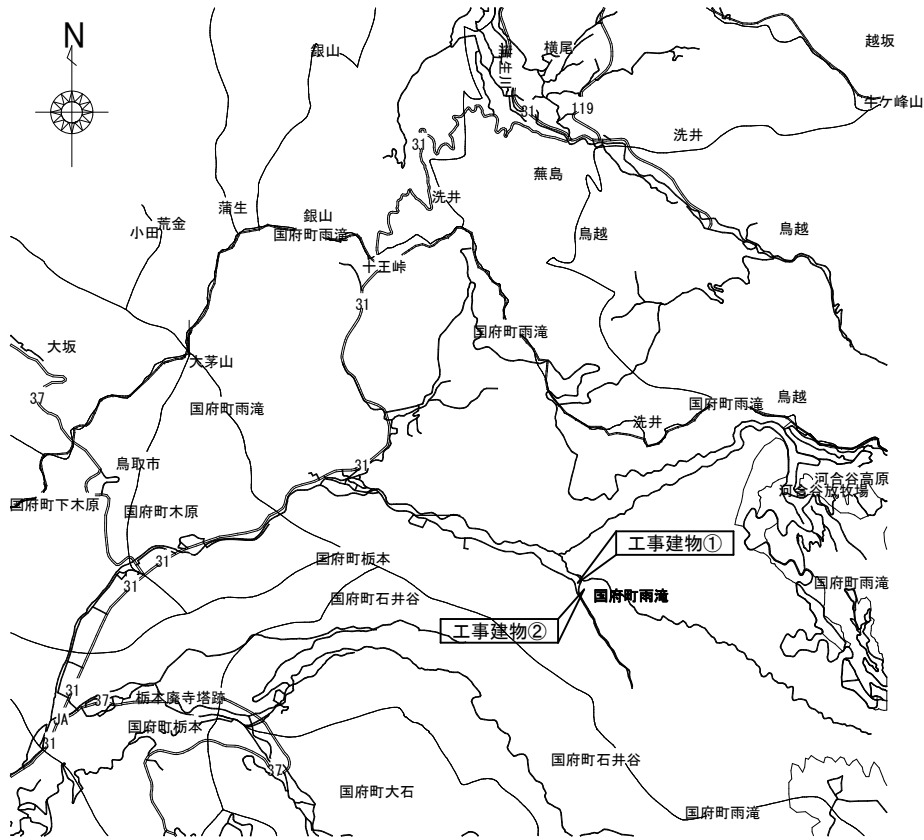 N
銀山
横尾
越坂
蒲生川
31
119
牛ケ峰山
洗井
31
蕪島
洗井
荒金
小田
蒲生
銀山
国府町雨滝
鳥越
鳥越
十王峠
31
国府町雨滝
大坂
大茅山
37
国府町雨滝
国府町雨滝
鳥越
洗井
鳥取市
31
河合谷高原
河合谷放牧場
国府町下木原
国府町木原
工事建物①
31
国府町栃本
31
国府町雨滝
国府町雨滝
国府町石井谷
工事建物②
31
37
栃本廃寺塔跡
JA
国府町栃本
31
国府町石井谷
37
国府町大石
国府町雨滝